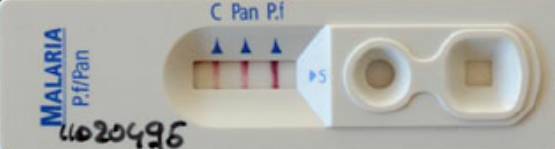 C Pan P.f
MALARIA
P.f/Pan
S
11020496